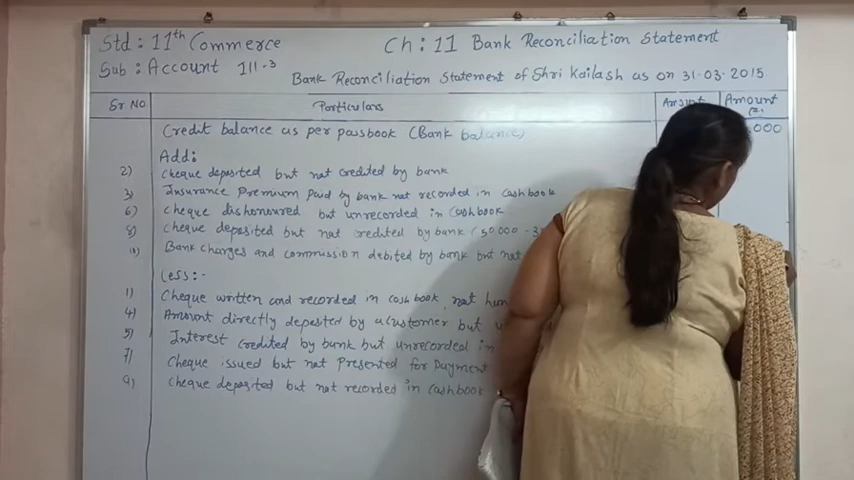 Std : 11th Commerce
Ch : 11 Bank Reconciliation Statement
Sub : Account 111.3
Bank Reconciliation Statement of Shri Kailash as on 31.03.2015
Sr No Particulars Amount Amount
Credit balance as per passbook (Bank balance)
Add:
2) Cheque deposited but not credited by bank
3) Insurance Premium Paid by bank not recorded in cashbook
6) Cheque dishonoured but unrecorded in cashbook
8) Cheque deposited but not credited by bank (50,000 -
10) Bank Charges and commission debited by bank but not
Less:-
1) Cheque written and recorded in cashbook, not
4) Amount directly deposited by a customer but
5) Interest credited by bank but unrecorded in
7) Cheque issued but not Presented for Payment
9) Cheque deposited but not recorded in cashbook